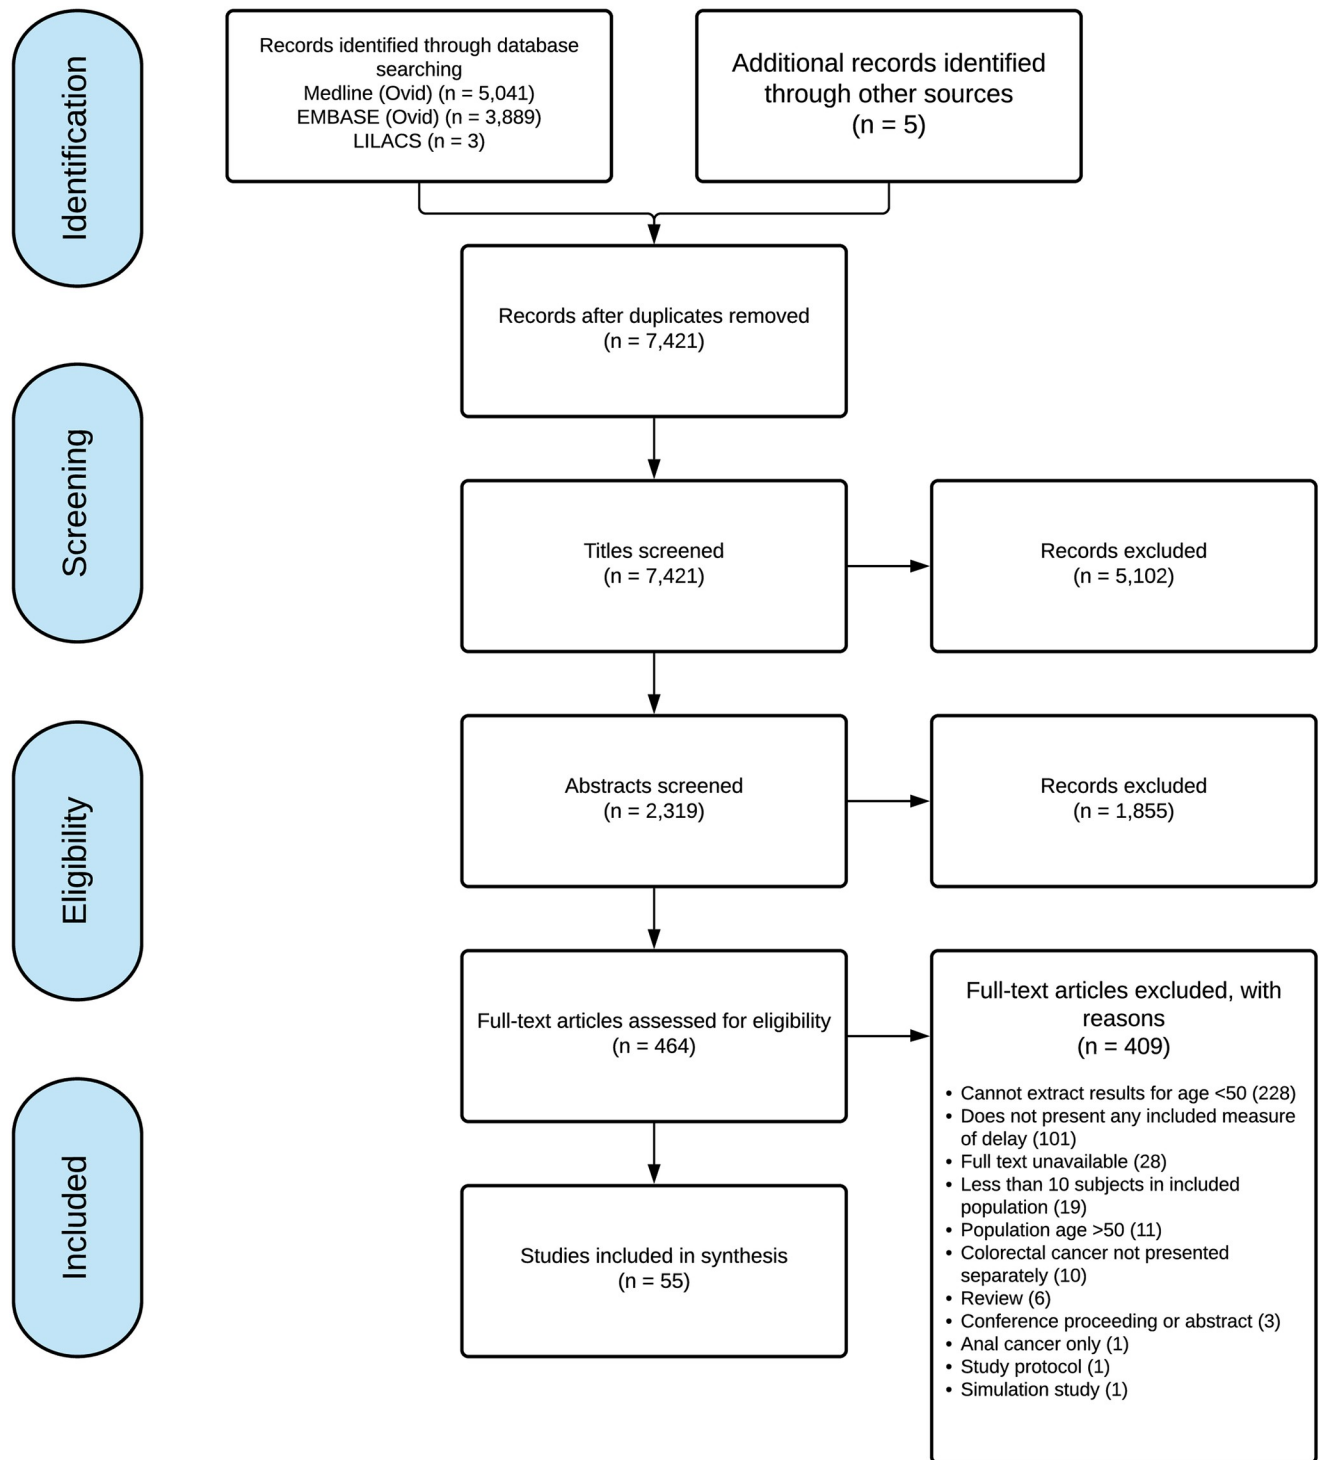 Identification
Records identified through database
searching
Medline (Ovid) (n = 5,041)
EMBASE (Ovid) (n = 3,889)
LILACS (n = 3)
Additional records identified
through other sources
(n = 5)
Records after duplicates removed
(n = 7,421)
Screening
Titles screened
(n = 7,421)
Records excluded
(n = 5,102)
Eligibility
Abstracts screened
(n = 2,319)
Records excluded
(n = 1,855)
Full-text articles assessed for eligibility
(n = 464)
Full-text articles excluded, with
reasons
(n = 409)
• Cannot extract results for age <50 (228)
• Does not present any included measure
of delay (101)
• Full text unavailable (28)
• Less than 10 subjects in included
population (19)
• Population age >50 (11)
• Colorectal cancer not presented
separately (10)
• Review (6)
• Conference proceeding or abstract (3)
• Anal cancer only (1)
• Study protocol (1)
• Simulation study (1)
Included
Studies included in synthesis
(n = 55)